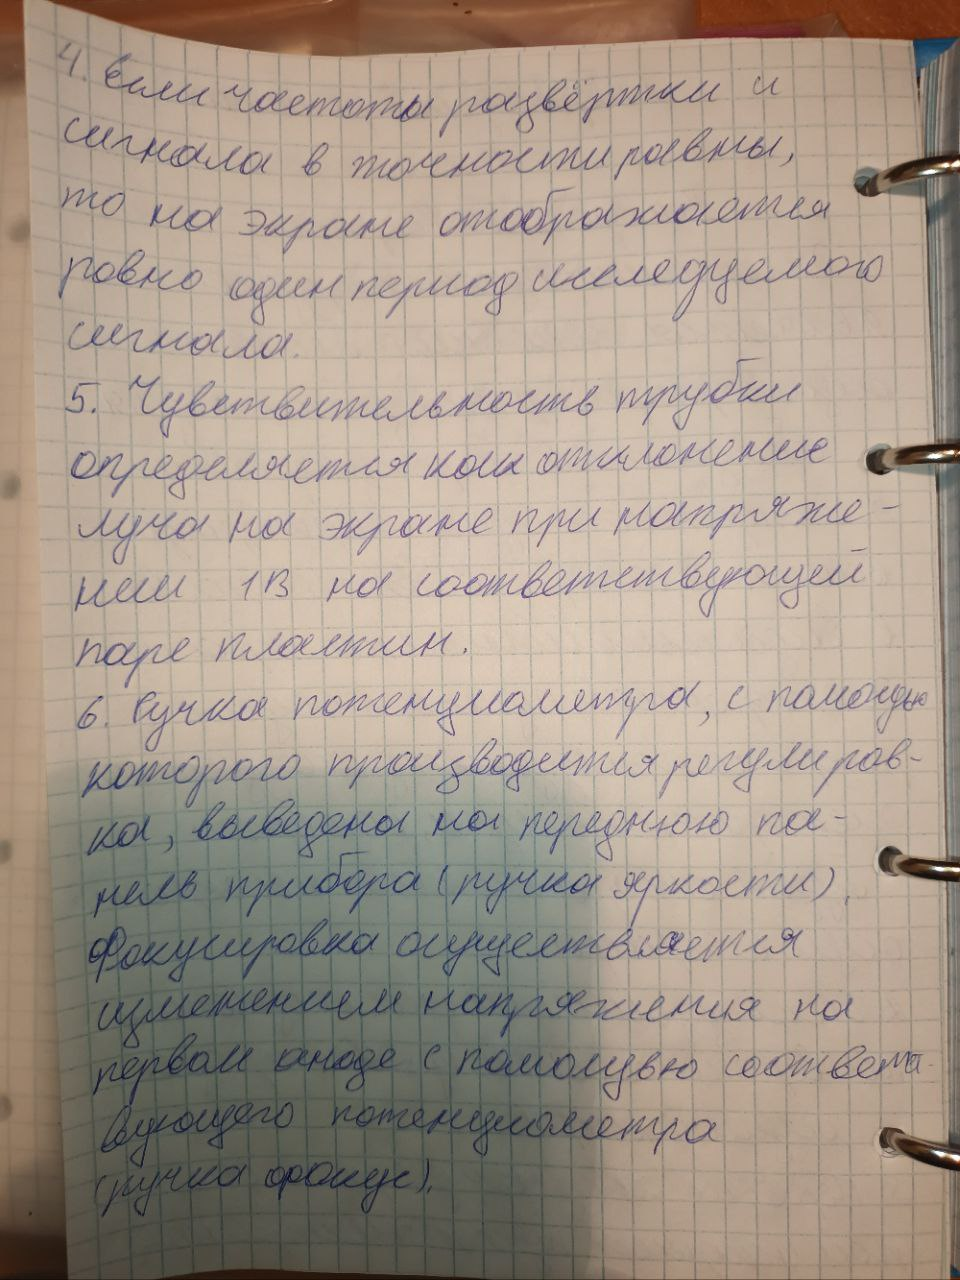 4. Если частоты развёртки и
сигнала в точности равны,
то на экране отображается
ровно один период исследуемого
сигнала.
5. Чувствительность трубки
определяется как отклонение
луча на экране при напряже-
нии 1В на соответствующей
паре пластин.
6. Ручка потенциометра, с помощью
которого производится регулиров-
ка, выведена на переднюю па-
нель прибора (ручка яркости).
Фокусировка осуществляется
изменением напряжения на
первом аноде с помощью соответст
вующего потенциометра
(ручка фокус).